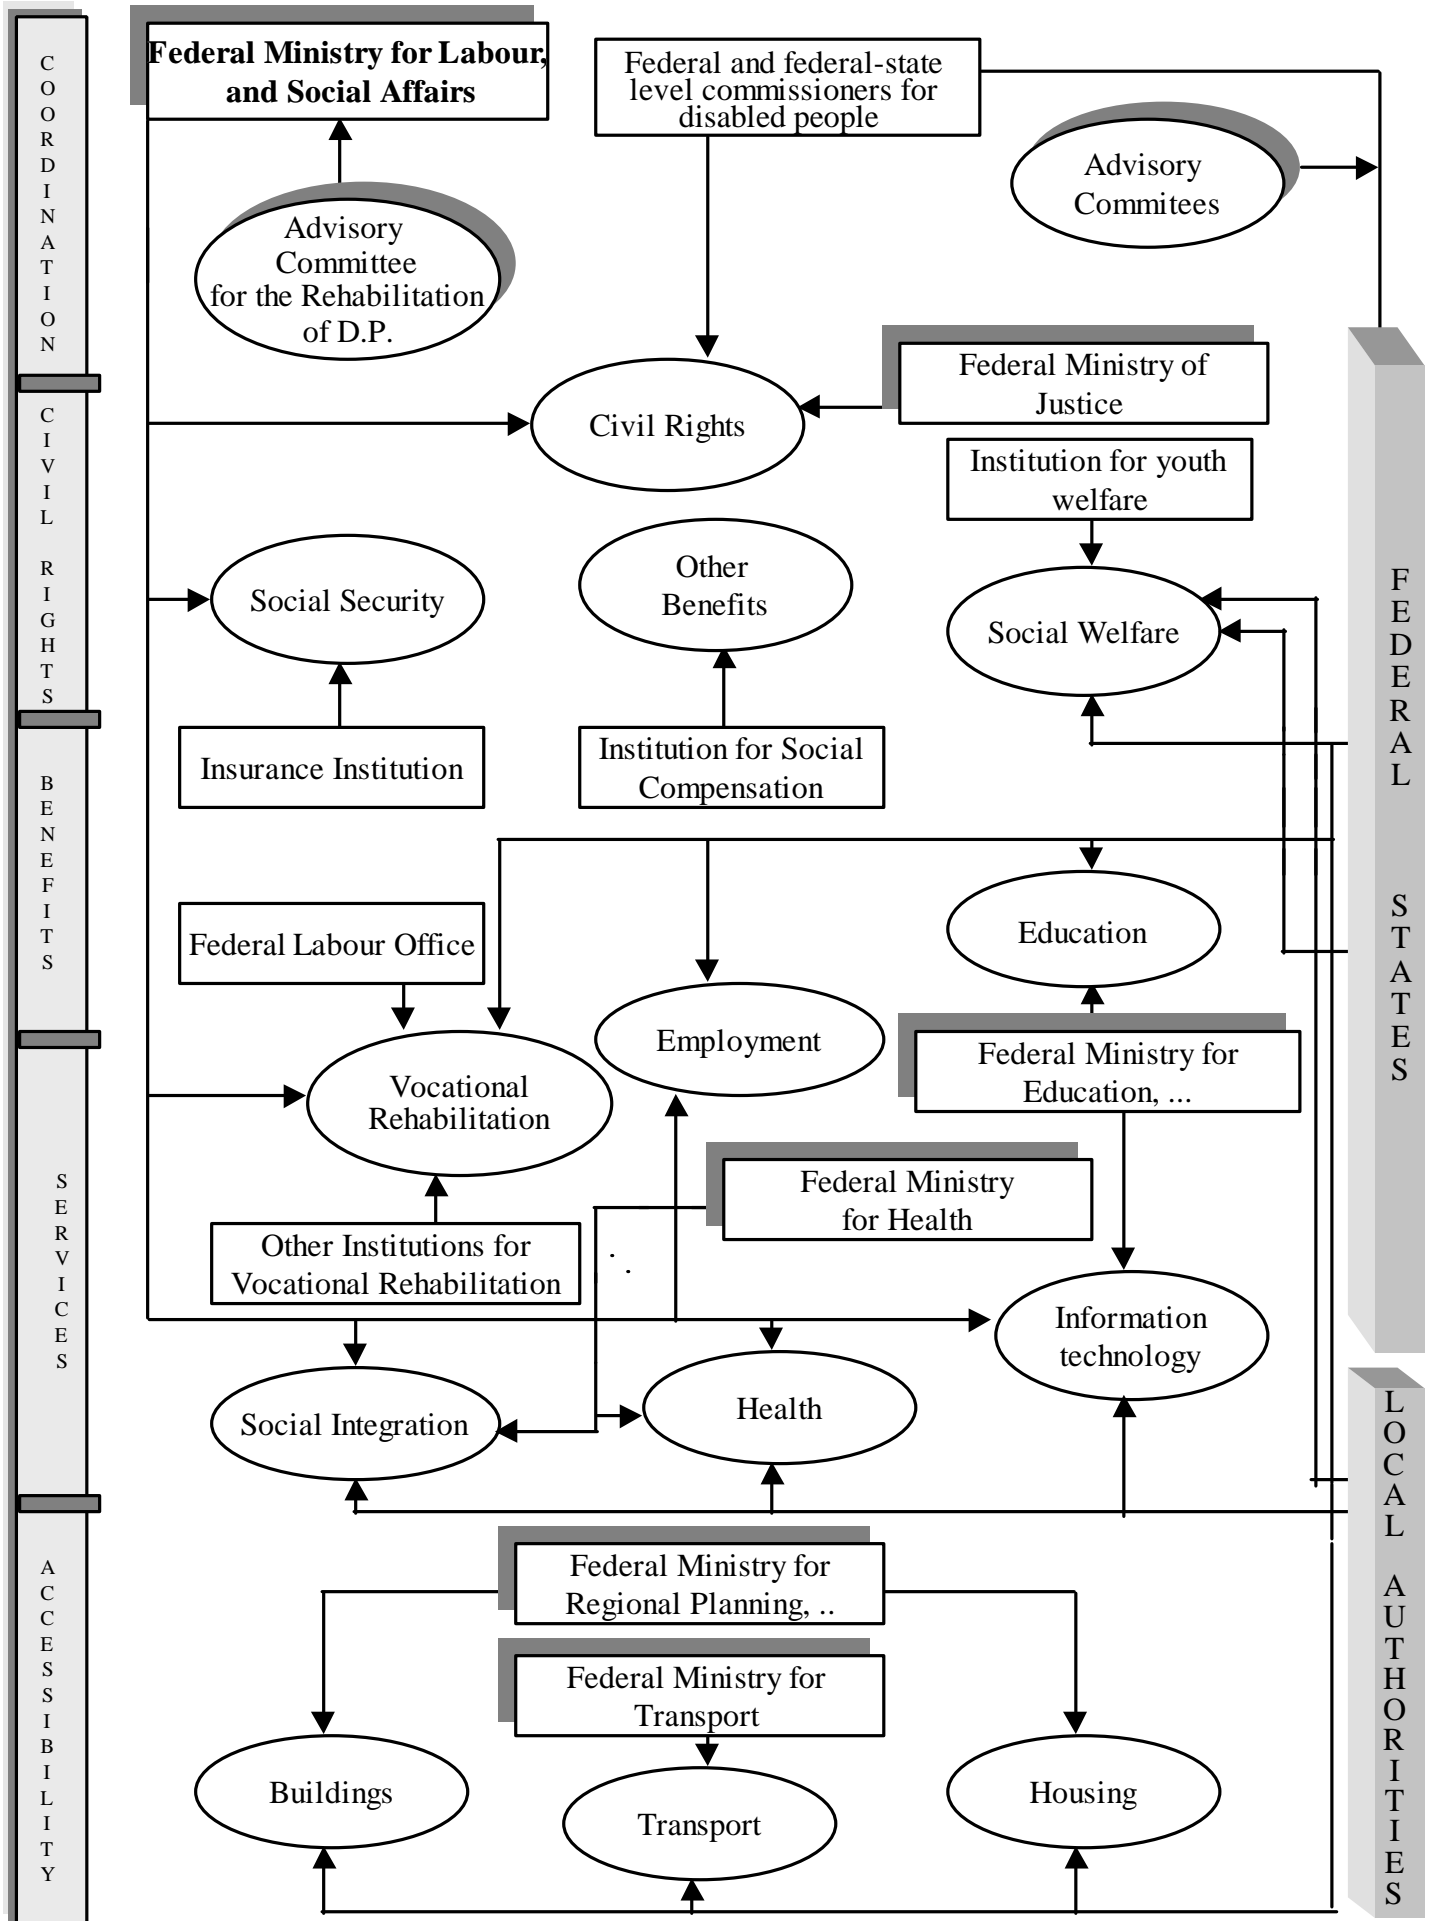 COORDINATION
CIVIL RIGHTS
BENEFITS
SERVICES
ACCESSIBILITY
Federal Ministry for Labour,
and Social Affairs
Federal and federal-state
level commissioners for
disabled people
Advisory
Commitees
Advisory
Committee
for the Rehabilitation
of D.P.
Federal Ministry of
Justice
Civil Rights
Institution for youth
welfare
Social Security
Other
Benefits
Social Welfare
Insurance Institution
Institution for Social
Compensation
Federal Labour Office
Education
Employment
Federal Ministry for
Education, ...
Vocational
Rehabilitation
Federal Ministry
for Health
Other Institutions for
Vocational Rehabilitation
Information
technology
Social Integration
Health
Federal Ministry for
Regional Planning, ..
Federal Ministry for
Transport
Buildings
Transport
Housing
FEDERAL STATES
LOCAL AUTHORITIES